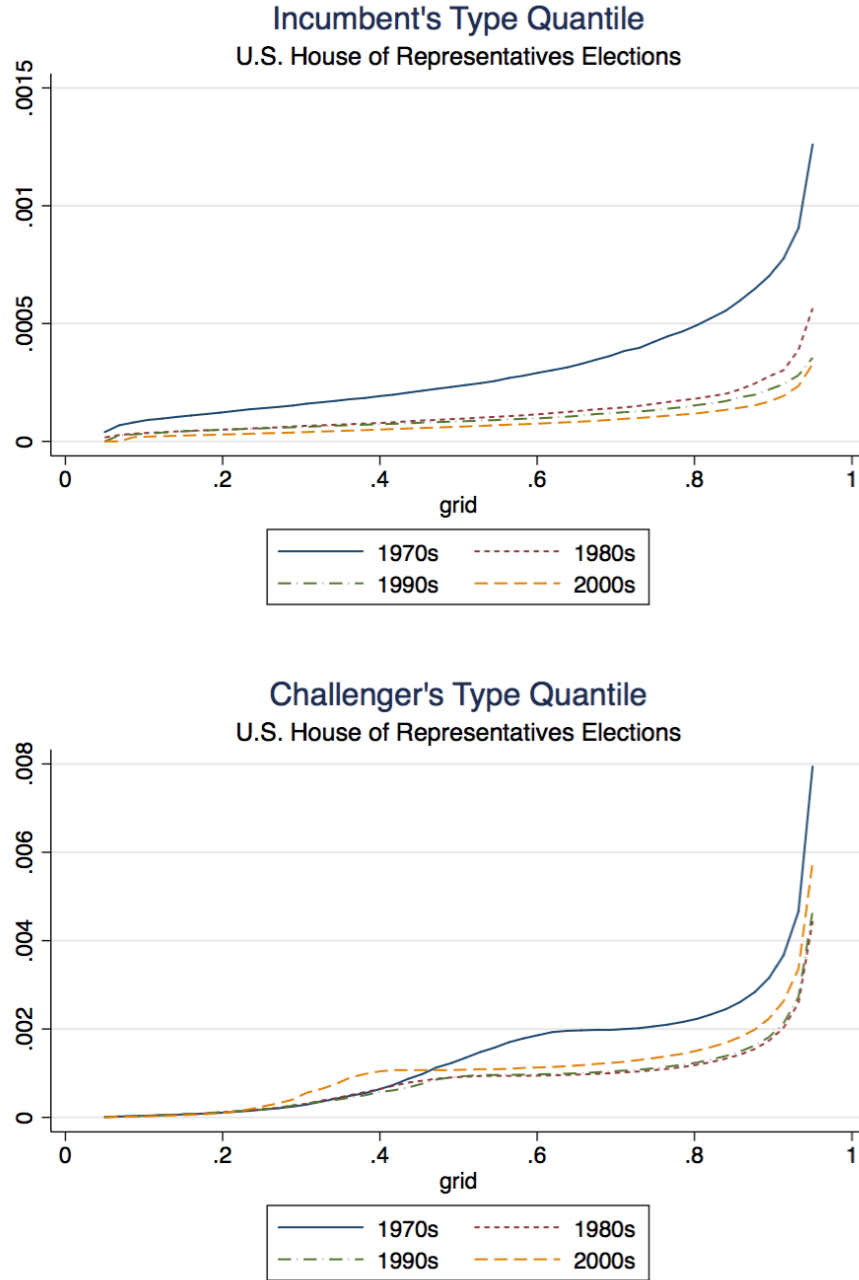 Incumbent's Type Quantile
U.S. House of Representatives Elections
.0015
.001
.0005
0
0 .2 .4 .6 .8 1
grid
1970s 1980s
1990s 2000s
Challenger's Type Quantile
U.S. House of Representatives Elections
.008
.006
.004
.002
0
0 .2 .4 .6 .8 1
grid
1970s 1980s
1990s 2000s